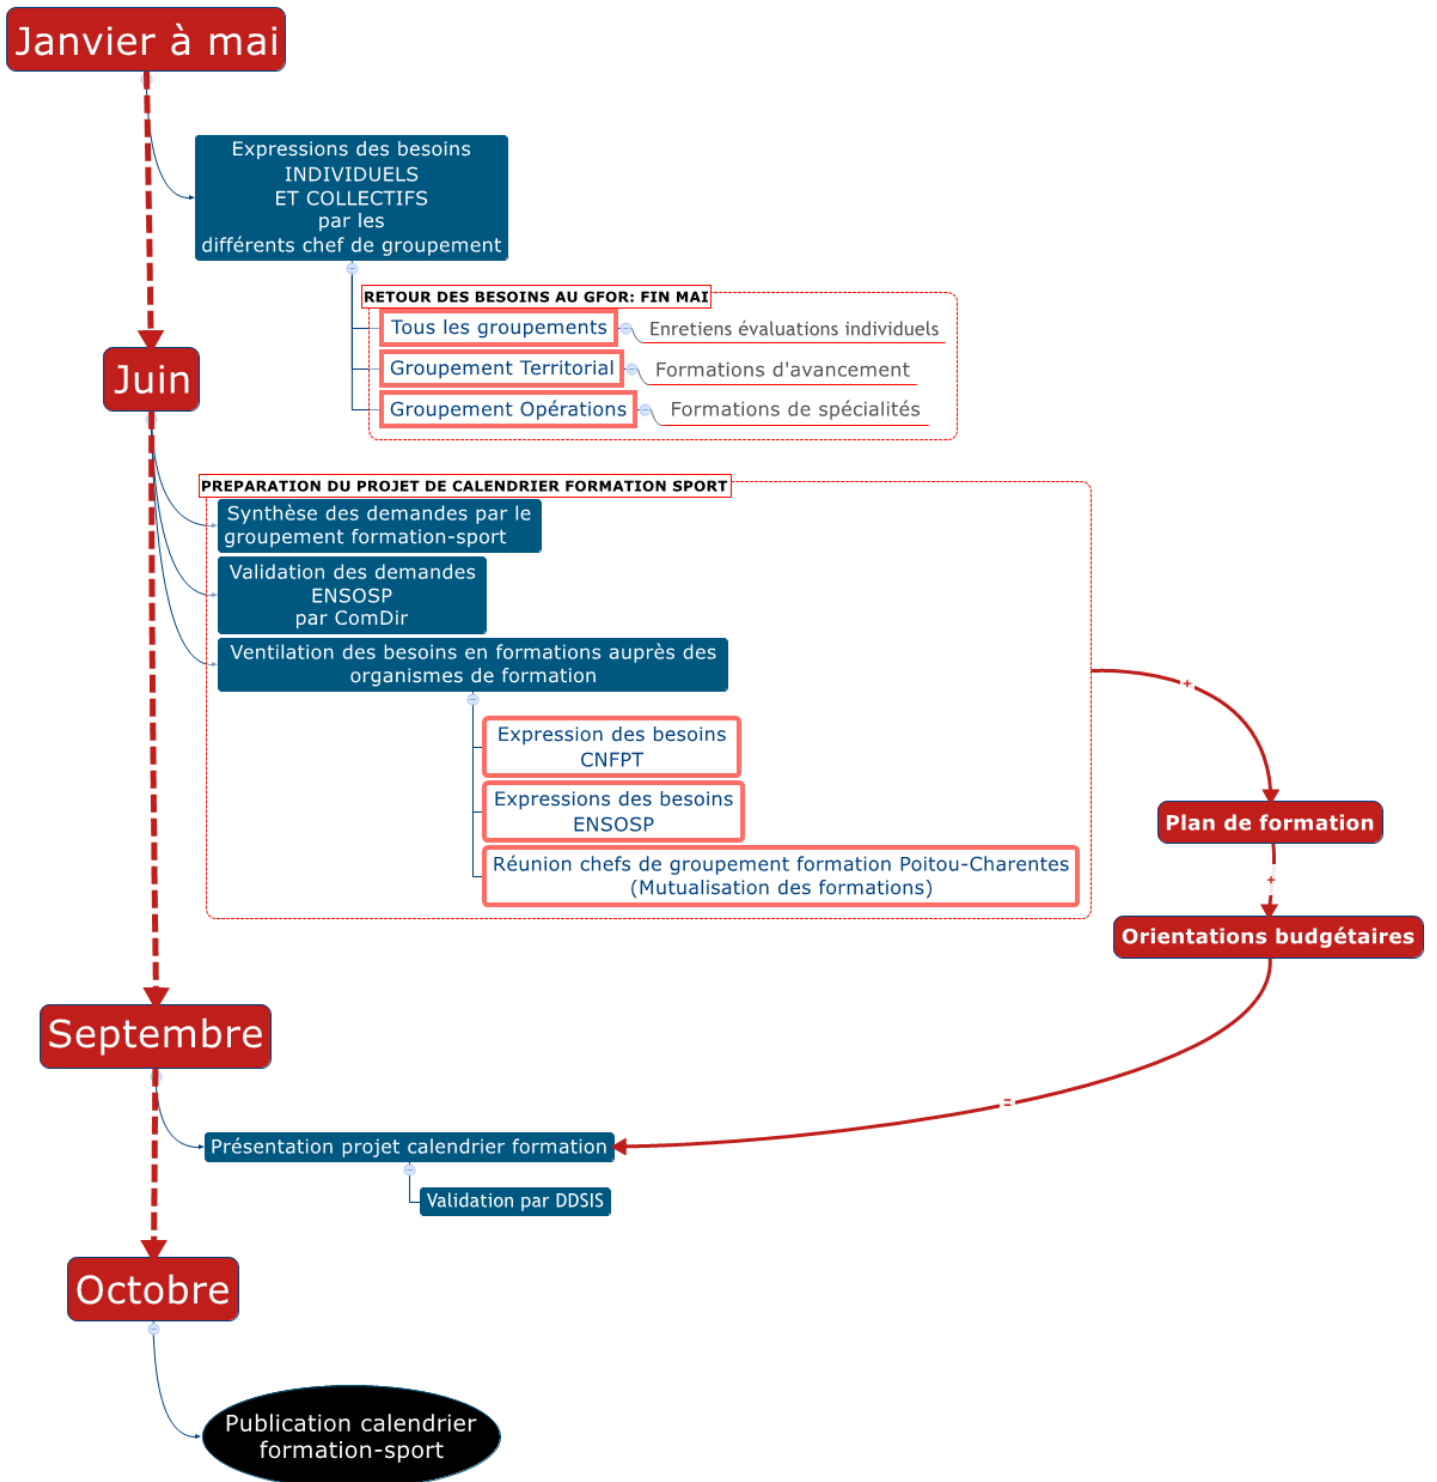 Janvier à mai
Expressions des besoins
INDIVIDUELS
ET COLLECTIFS
par les
différents chef de groupement
RETOUR DES BESOINS AU GFOR: FIN MAI
Tous les groupements
Enretiens évaluations individuels
Groupement Territorial
Formations d'avancement
Groupement Opérations
Formations de spécialités
Juin
PREPARATION DU PROJET DE CALENDRIER FORMATION SPORT
Synthèse des demandes par le
groupement formation-sport
Validation des demandes
ENSOSP
par ComDir
Ventilation des besoins en formations auprès des
organismes de formation
Expression des besoins
CNFPT
Expressions des besoins
ENSOSP
Réunion chefs de groupement formation Poitou-Charentes
(Mutualisation des formations)
+
Plan de formation
+
Orientations budgétaires
=
Septembre
Présentation projet calendrier formation
Validation par DDSIS
Octobre
Publication calendrier
formation-sport